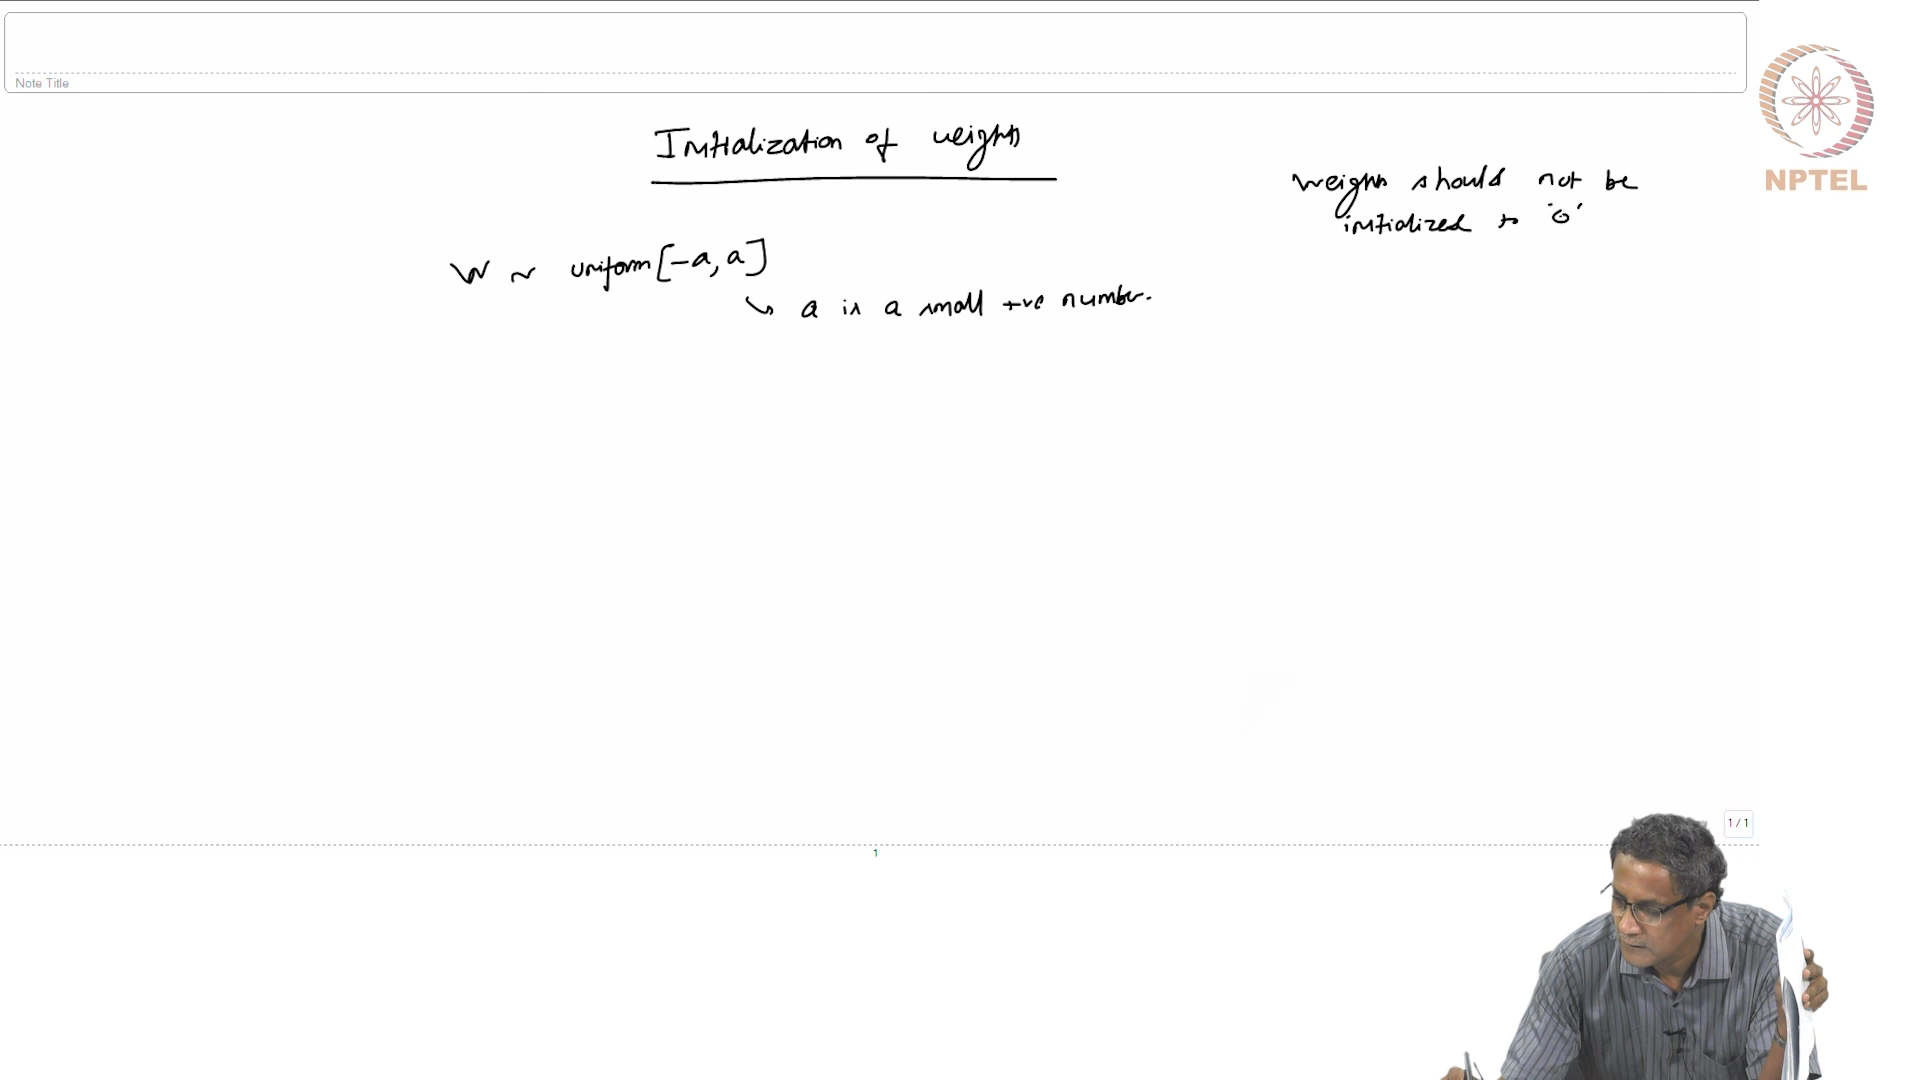 Note Title
Initialization of weights
weights should not be
initialized to '0'
W ~ uniform[-a, a]
↳ a is a small +ve number.
NPTEL
1 / 1
1